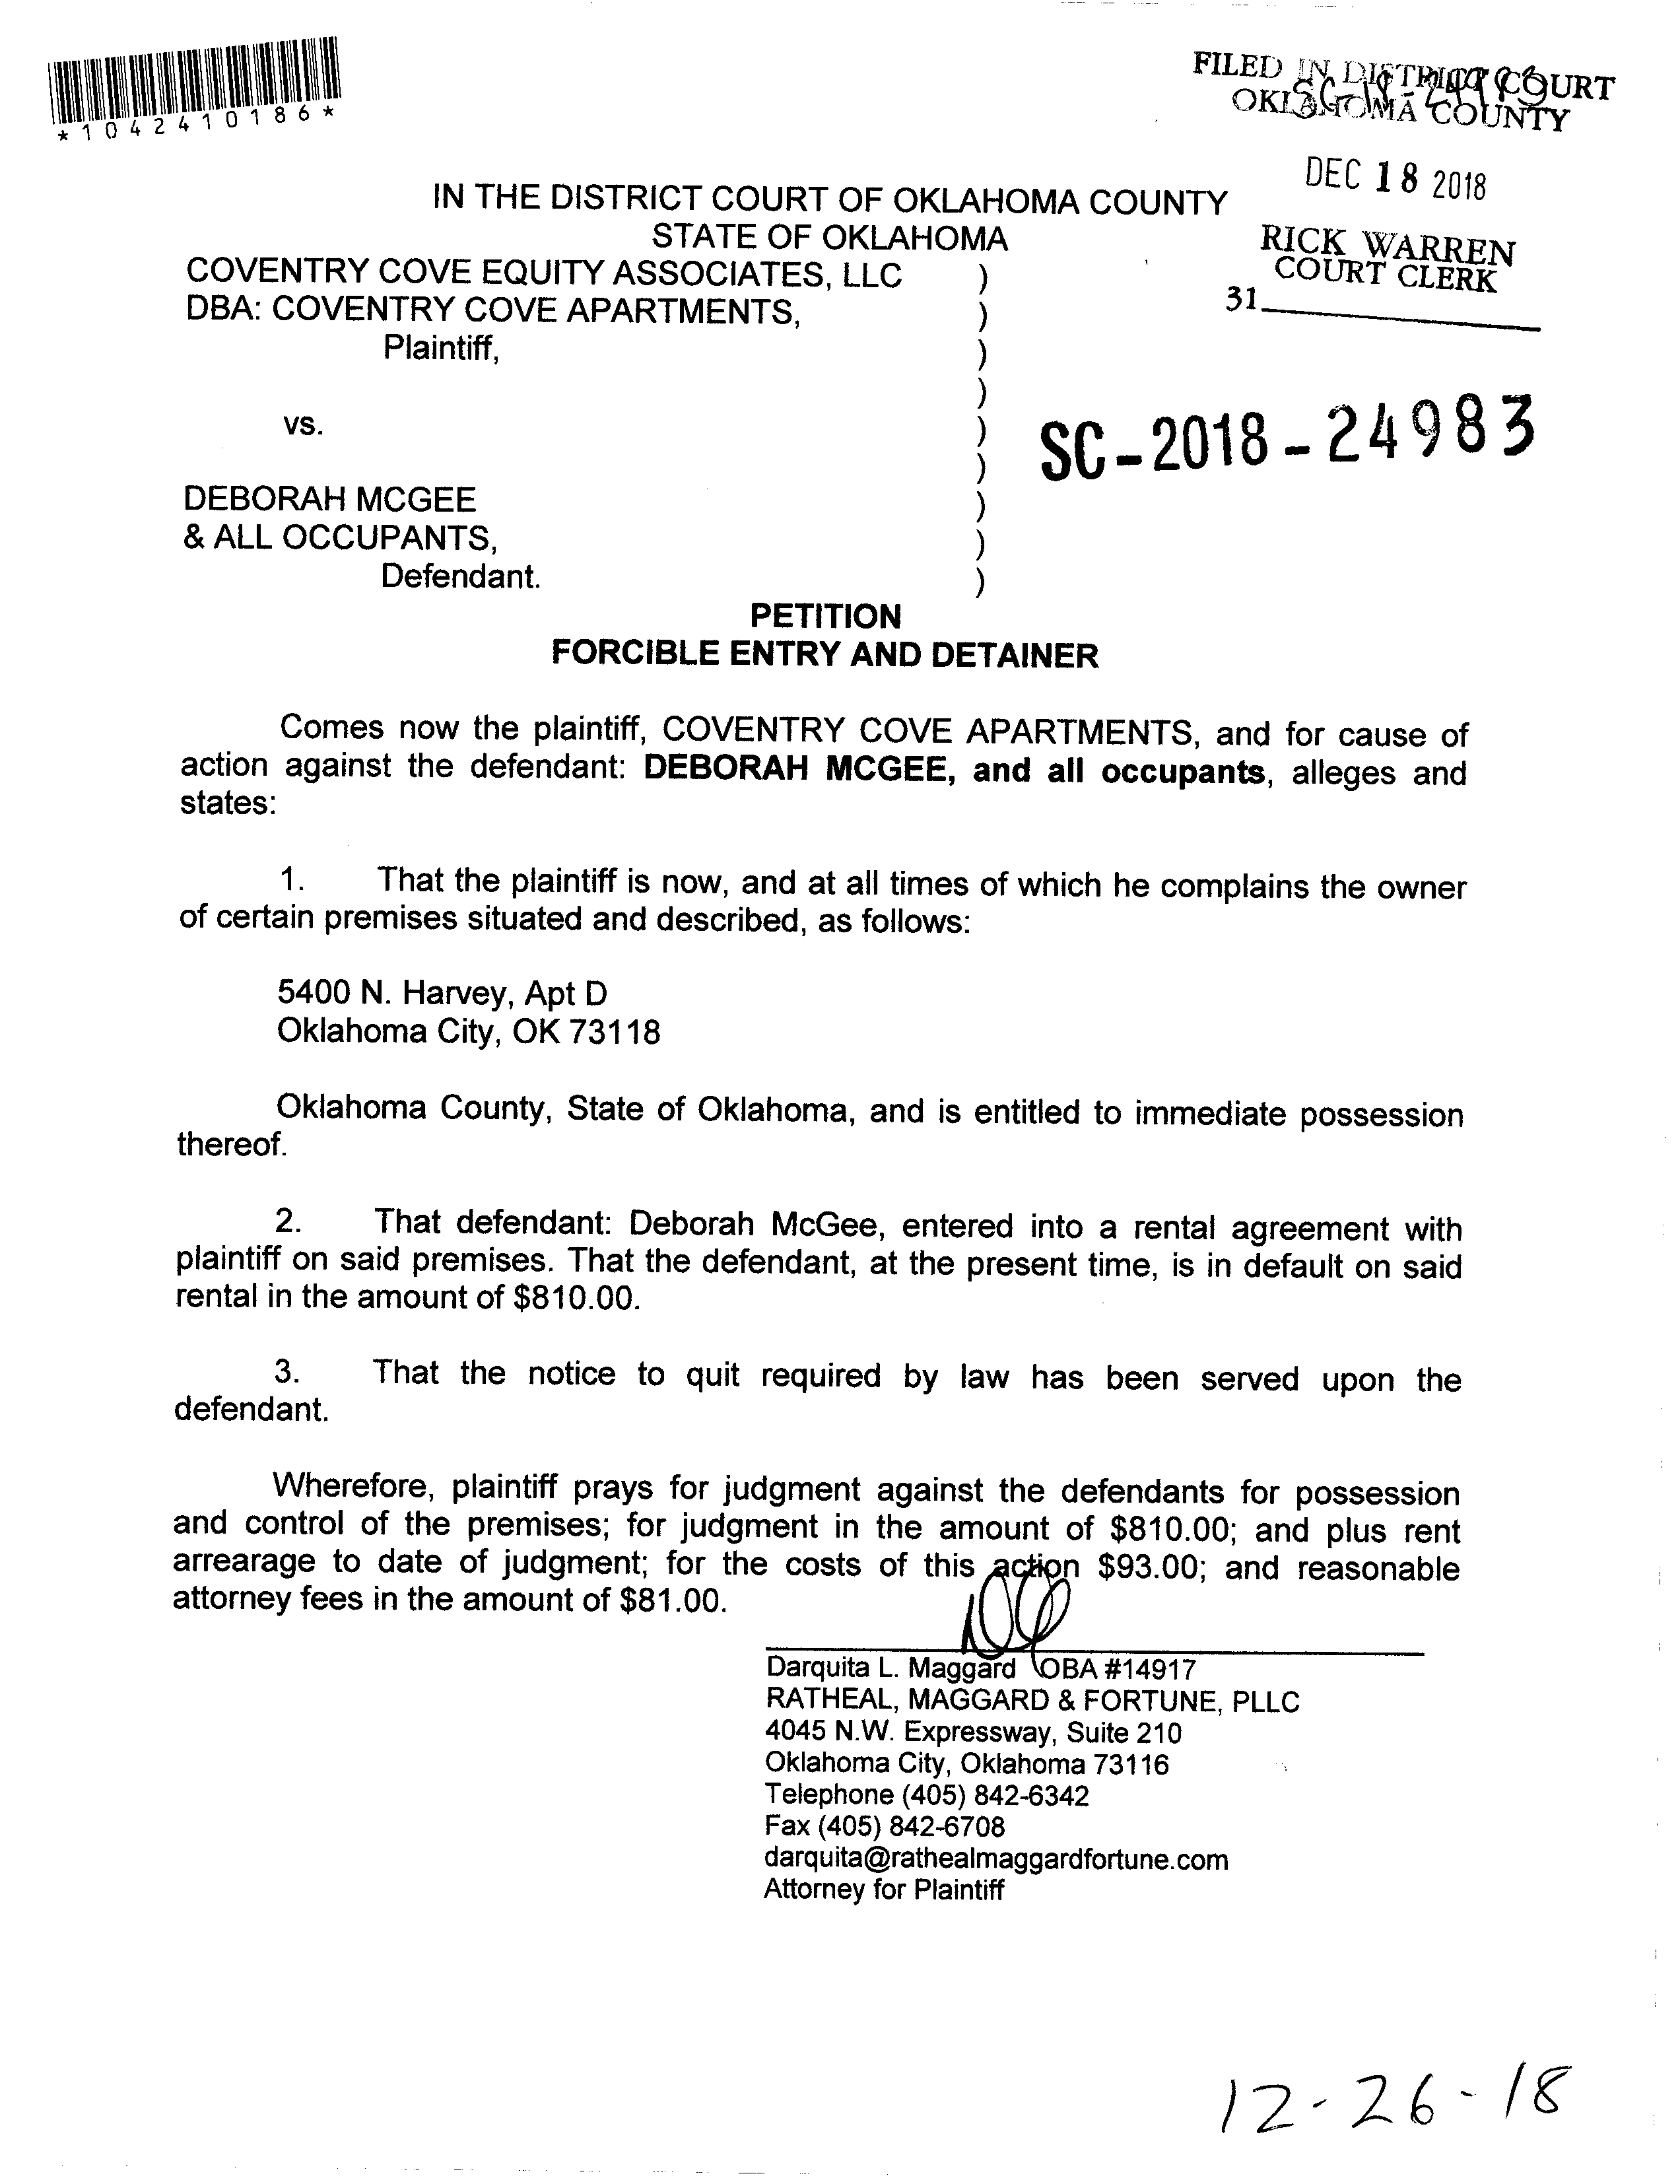 *1042410186*
FILED IN DISTRICT COURT
OKLAHOMA COUNTY
DEC 18 2018
RICK WARREN
COURT CLERK
31
IN THE DISTRICT COURT OF OKLAHOMA COUNTY
STATE OF OKLAHOMA
COVENTRY COVE EQUITY ASSOCIATES, LLC )
DBA: COVENTRY COVE APARTMENTS, )
Plaintiff, )
)
vs. )
)
SC-2018-24983
DEBORAH MCGEE )
& ALL OCCUPANTS, )
Defendant. )
PETITION
FORCIBLE ENTRY AND DETAINER
Comes now the plaintiff, COVENTRY COVE APARTMENTS, and for cause of
action against the defendant: DEBORAH MCGEE, and all occupants, alleges and
states:
1. That the plaintiff is now, and at all times of which he complains the owner
of certain premises situated and described, as follows:
5400 N. Harvey, Apt D
Oklahoma City, OK 73118
Oklahoma County, State of Oklahoma, and is entitled to immediate possession
thereof.
2. That defendant: Deborah McGee, entered into a rental agreement with
plaintiff on said premises. That the defendant, at the present time, is in default on said
rental in the amount of $810.00.
3. That the notice to quit required by law has been served upon the
defendant.
Wherefore, plaintiff prays for judgment against the defendants for possession
and control of the premises; for judgment in the amount of $810.00; and plus rent
arrearage to date of judgment; for the costs of this action $93.00; and reasonable
attorney fees in the amount of $81.00.
Darquita L. Maggard OBA #14917
RATHEAL, MAGGARD & FORTUNE, PLLC
4045 N.W. Expressway, Suite 210
Oklahoma City, Oklahoma 73116
Telephone (405) 842-6342
Fax (405) 842-6708
darquita@rathealmaggardfortune.com
Attorney for Plaintiff
12-26-18